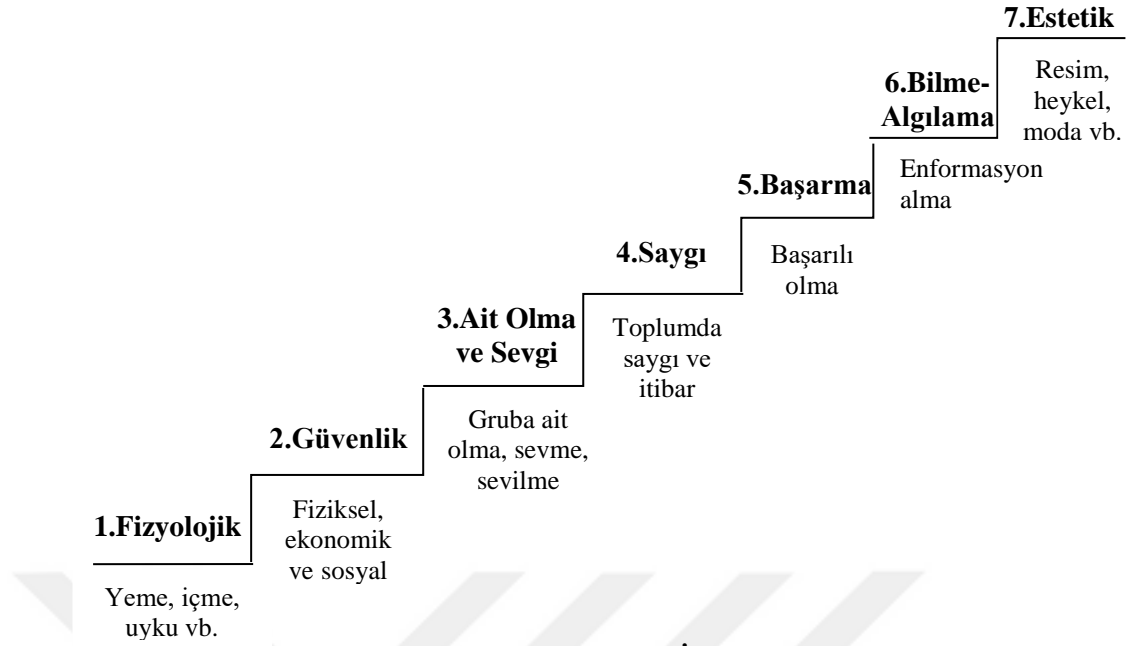 7.Estetik
Resim,
heykel,
moda vb.
6.Bilme-
Algılama
Enformasyon
alma
5.Başarma
Başarılı
olma
4.Saygı
Toplumda
saygı ve
itibar
3.Ait Olma
ve Sevgi
Gruba ait
olma, sevme,
sevilme
2.Güvenlik
Fiziksel,
ekonomik
ve sosyal
1.Fizyolojik
Yeme, içme,
uyku vb.